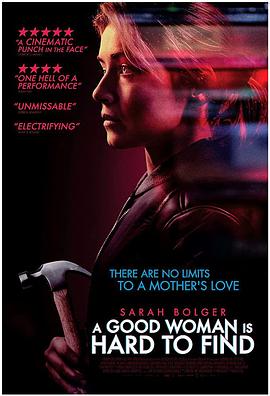 ★★★★★
"A CINEMATIC
PUNCH IN THE FACE"
★★★★
"ONE HELL OF A
PERFORMANCE"
"UNMISSABLE"
"ELECTRIFYING"
THERE ARE NO LIMITS
TO A MOTHER'S LOVE
SARAH BOLGER
A GOOD WOMAN IS
HARD TO FIND